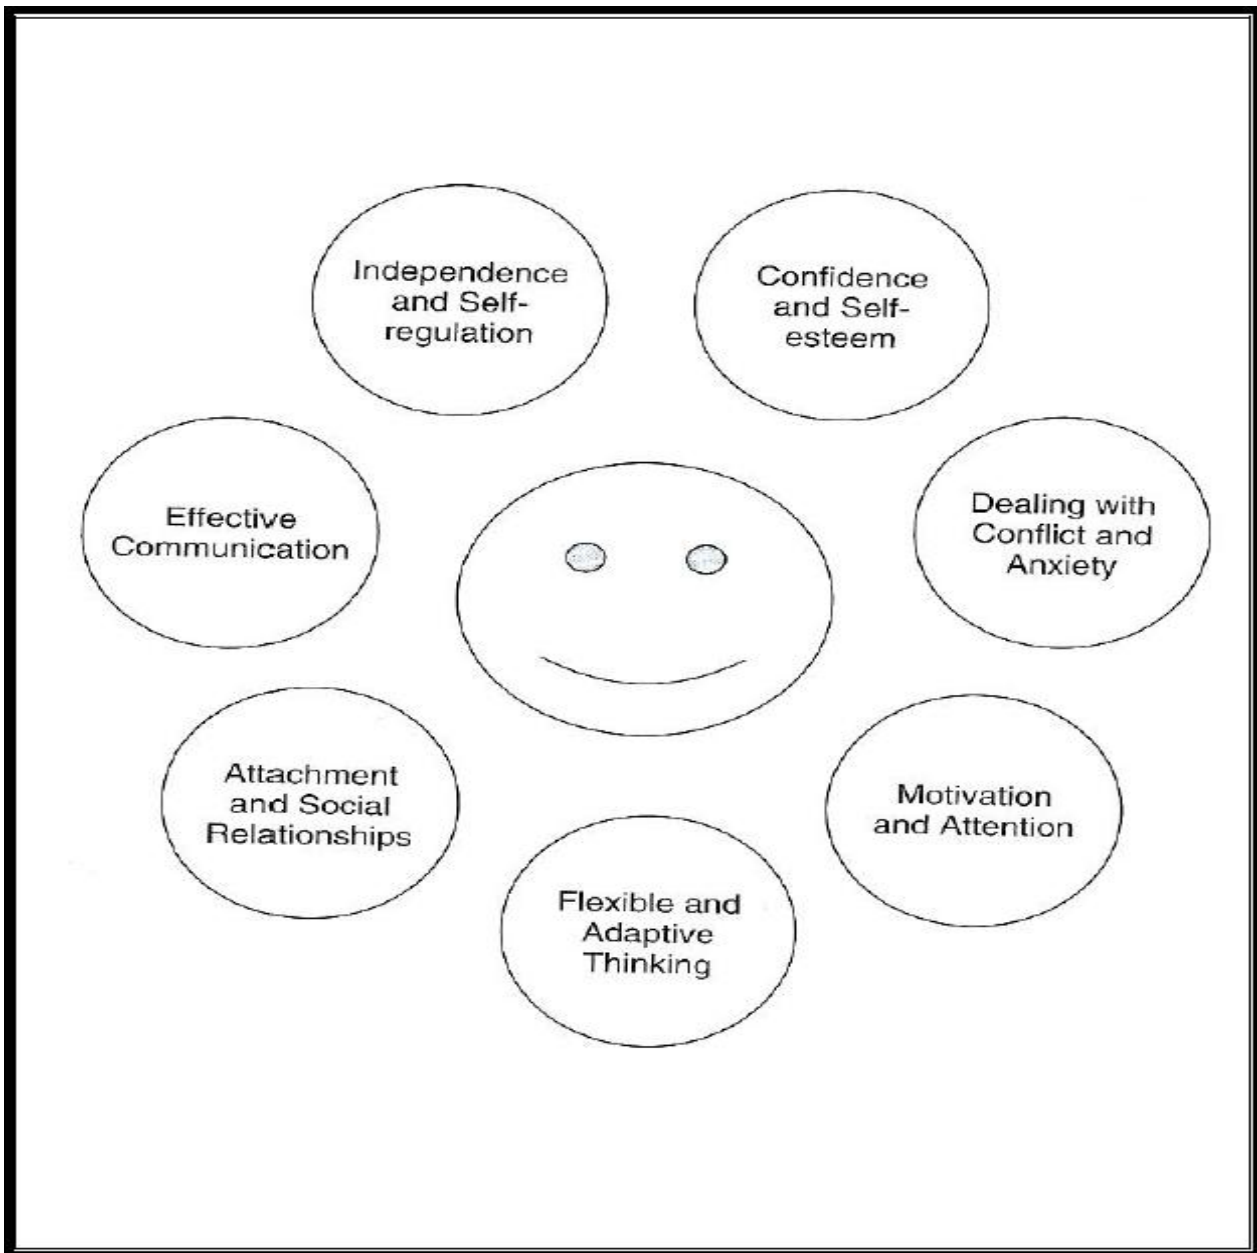 Independence
and Self-
regulation
Confidence
and Self-
esteem
Effective
Communication
Dealing with
Conflict and
Anxiety
Attachment
and Social
Relationships
Motivation
and Attention
Flexible and
Adaptive
Thinking